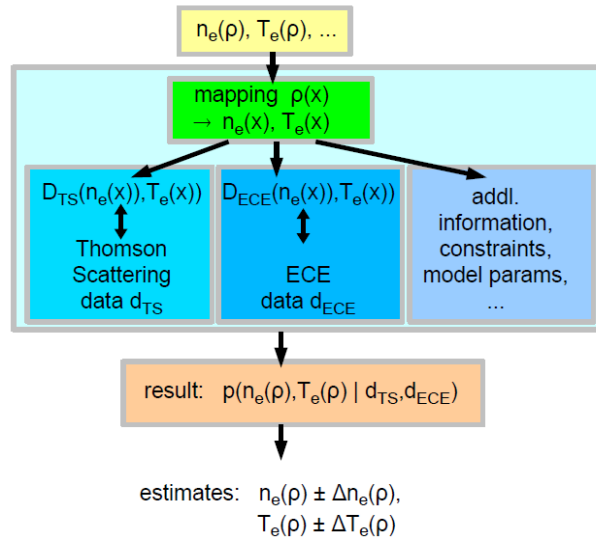 nₑ(ρ), Tₑ(ρ), ...
mapping ρ(x)
→ nₑ(x), Tₑ(x)
D_TS(nₑ(x)),Tₑ(x))
Thomson
Scattering
data d_TS
D_ECE(nₑ(x)),Tₑ(x))
ECE
data d_ECE
addl.
information,
constraints,
model params,
...
result: p(nₑ(ρ),Tₑ(ρ) | d_TS,d_ECE)
estimates: nₑ(ρ) ± Δnₑ(ρ),
Tₑ(ρ) ± ΔTₑ(ρ)